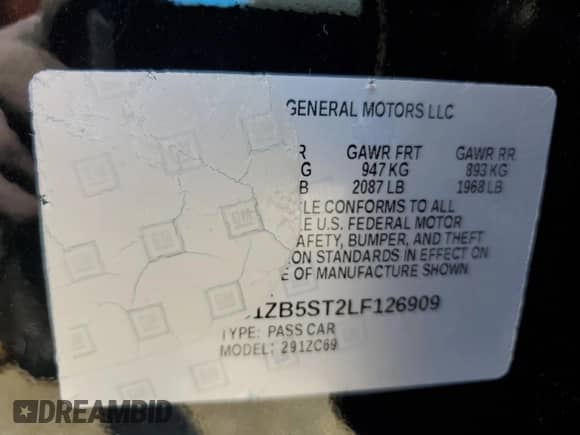 GENERAL MOTORS LLC
R GAWR FRT GAWR RR
G 947 KG 893 KG
B 2087 LB 1968 LB
LE CONFORMS TO ALL
LE U.S. FEDERAL MOTOR
AFETY, BUMPER, AND THEFT
ON STANDARDS IN EFFECT ON
E OF MANUFACTURE SHOWN.
1ZB5ST2LF126909
TYPE: PASS CAR
MODEL: 291ZC69
GM
DREAMBID